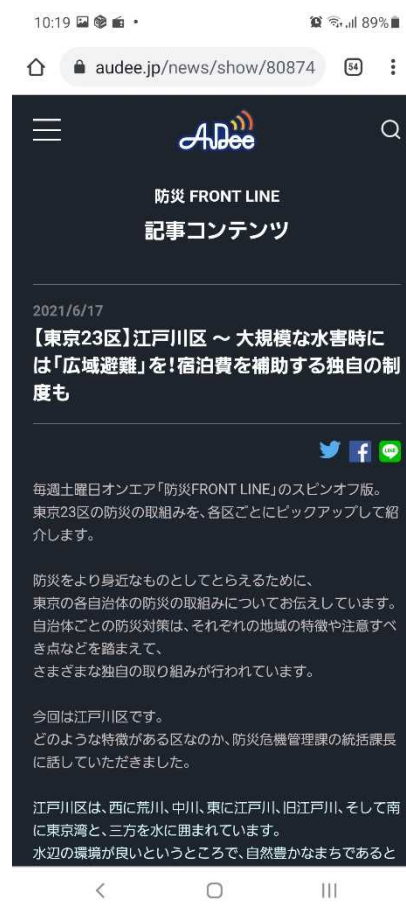 10:19
89%
audee.jp/news/show/80874
54
AuDee
防災 FRONT LINE
記事コンテンツ
2021/6/17
【東京23区】江戸川区 ～ 大規模な水害時に
は「広域避難」を！宿泊費を補助する独自の制
度も
LINE
毎週土曜日オンエア「防災FRONT LINE」のスピンオフ版。
東京23区の防災の取組みを、各区ごとにピックアップして紹
介します。
防災をより身近なものとしてとらえるために、
東京の各自治体の防災の取組みについてお伝えしています。
自治体ごとの防災対策は、それぞれの地域の特徴や注意すべ
き点などを踏まえて、
さまざまな独自の取り組みが行われています。
今回は江戸川区です。
どのような特徴がある区なのか、防災危機管理課の統括課長
に話していただきました。
江戸川区は、西に荒川、中川、東に江戸川、旧江戸川、そして南
に東京湾と、三方を水に囲まれています。
水辺の環境が良いというところで、自然豊かなまちであると